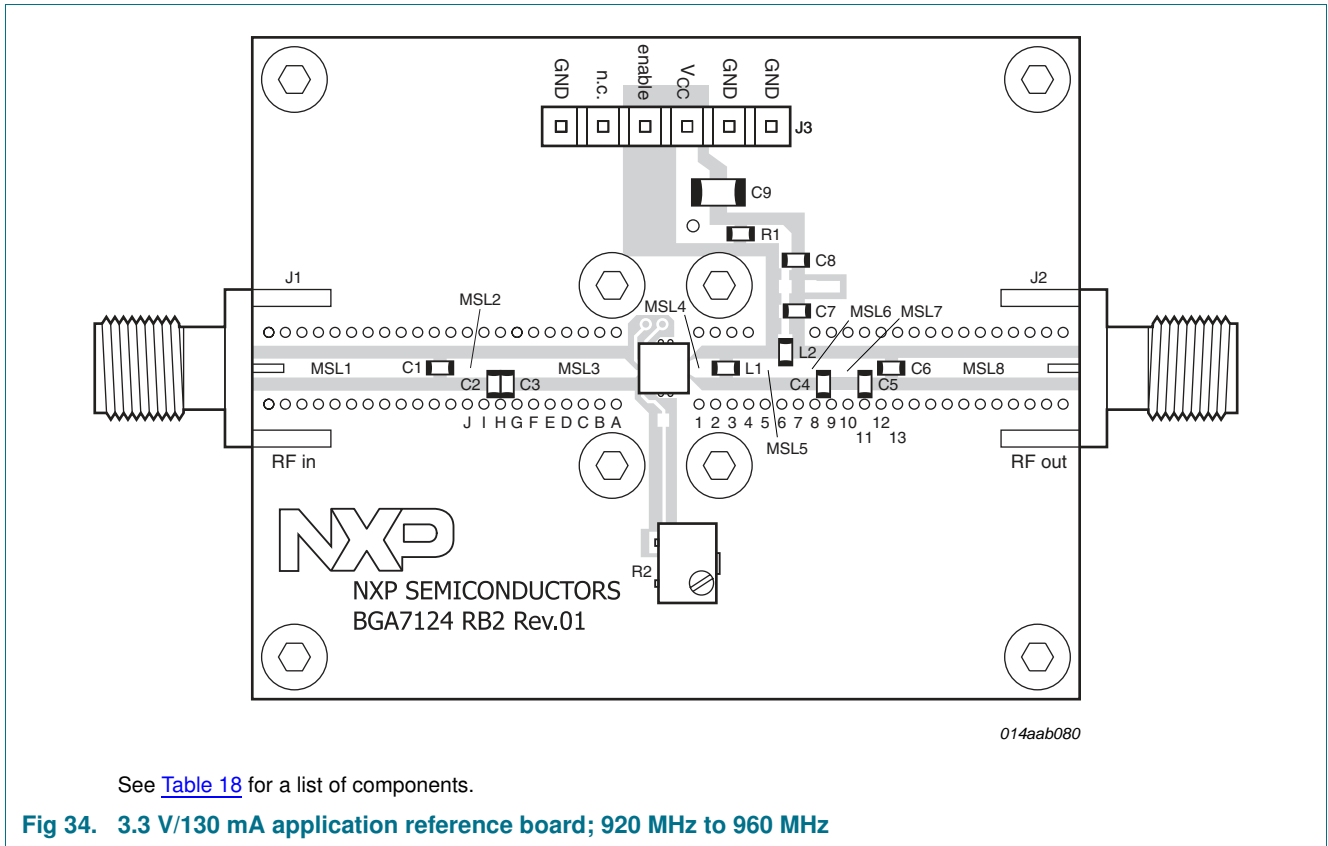 GND n.c. enable VCC GND GND
J3
C9
R1
C8
J1 J2
MSL2 MSL4 C7 MSL6 MSL7
L2
MSL1 C1 MSL3 L1 C6 MSL8
C2 C3 C4 C5
J I H G F E D C B A 1 2 3 4 5 6 7 8 9 10 12
11 13
MSL5
RF in RF out
NXP
R2
NXP SEMICONDUCTORS
BGA7124 RB2 Rev.01
014aab080
See Table 18 for a list of components.
Fig 34. 3.3 V/130 mA application reference board; 920 MHz to 960 MHz